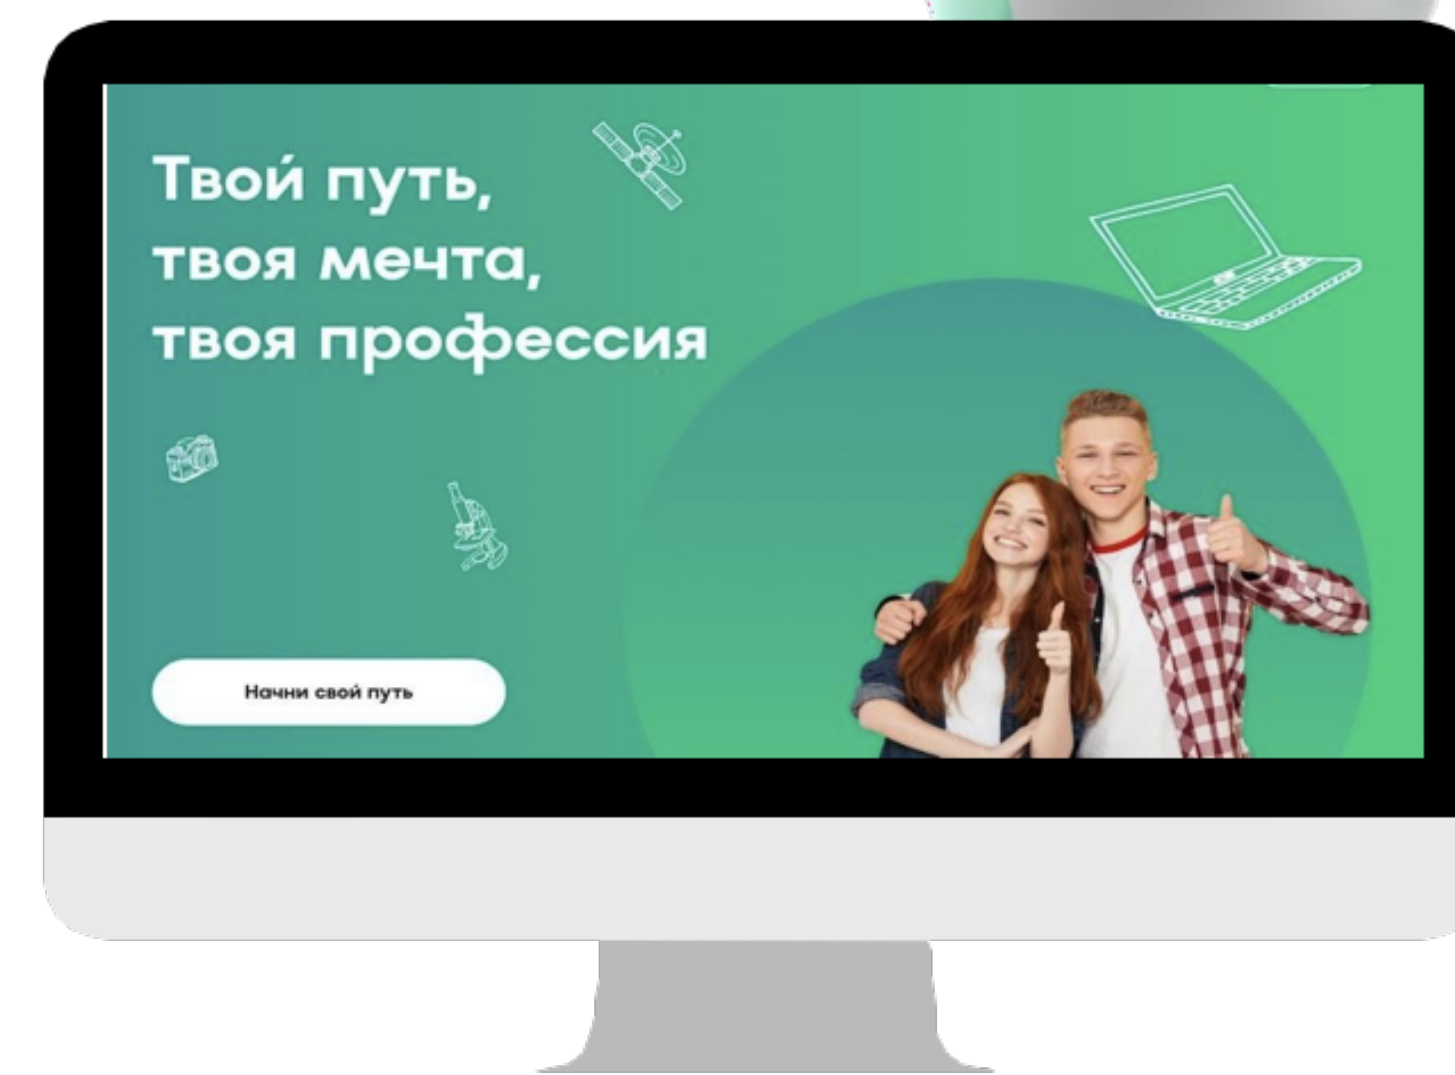 Твой путь,
твоя мечта,
твоя профессия
Начни свой путь